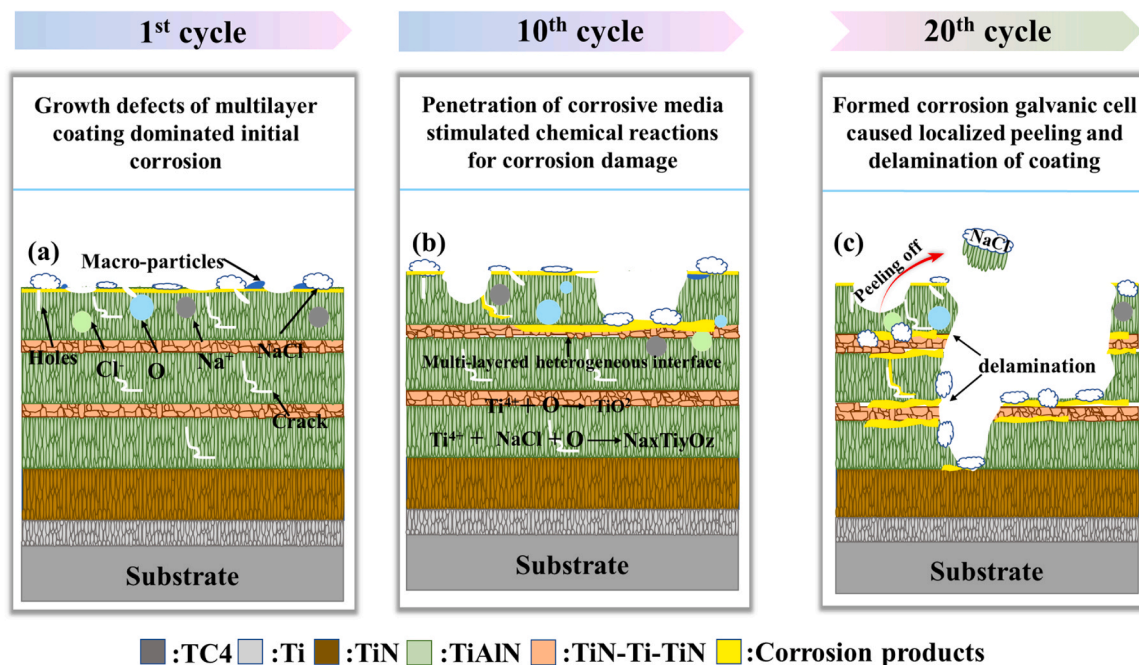 1st cycle
10th cycle
20th cycle
Growth defects of multilayer
coating dominated initial
corrosion
Penetration of corrosive media
stimulated chemical reactions
for corrosion damage
Formed corrosion galvanic cell
caused localized peeling and
delamination of coating
(a)
Macro-particles
Holes
Cl
O
Na+
NaCl
Crack
Substrate
(b)
Multi-layered heterogeneous interface
Ti4+ + O → TiO2
Ti4+ + NaCl + O → NaxTiyOz
Substrate
(c)
NaCl
Peeling off
delamination
Substrate
:TC4 :Ti :TiN :TiAlN :TiN-Ti-TiN :Corrosion products